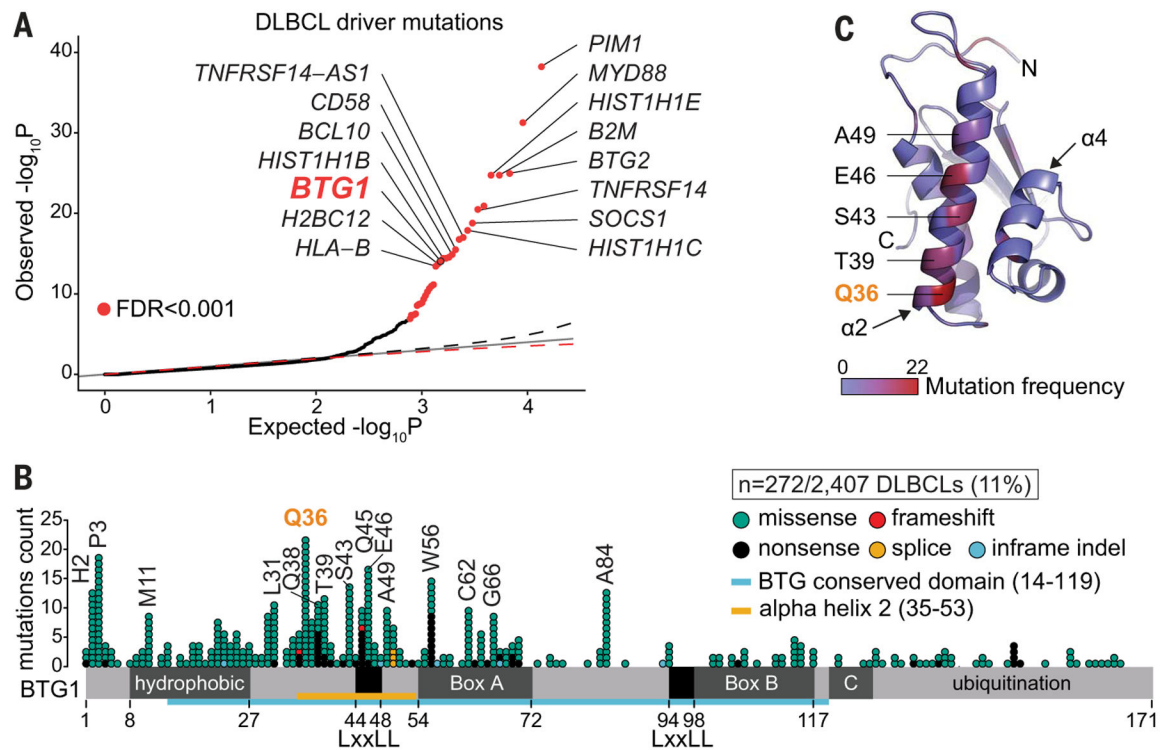 A
DLBCL driver mutations
Observed -log10P
40
30
20
10
0
TNFRSF14–AS1
CD58
BCL10
HIST1H1B
BTG1
H2BC12
HLA–B
PIM1
MYD88
HIST1H1E
B2M
BTG2
TNFRSF14
SOCS1
HIST1H1C
FDR<0.001
0 1 2 3 4
Expected -log10P
C
N
A49
E46
S43
C
T39
Q36
α2
α4
0 22
Mutation frequency
B
n=272/2,407 DLBCLs (11%)
missense frameshift
nonsense splice inframe indel
BTG conserved domain (14-119)
alpha helix 2 (35-53)
mutations count
25
20
15
10
5
0
H2 P3 M11 L31 Q38 Q36 T39 S43 Q45 E46 A49 W56 C62 G66 A84
BTG1 hydrophobic Box A Box B C ubiquitination
1 8 27 44 48 54 72 94 98 117 171
LxxLL LxxLL